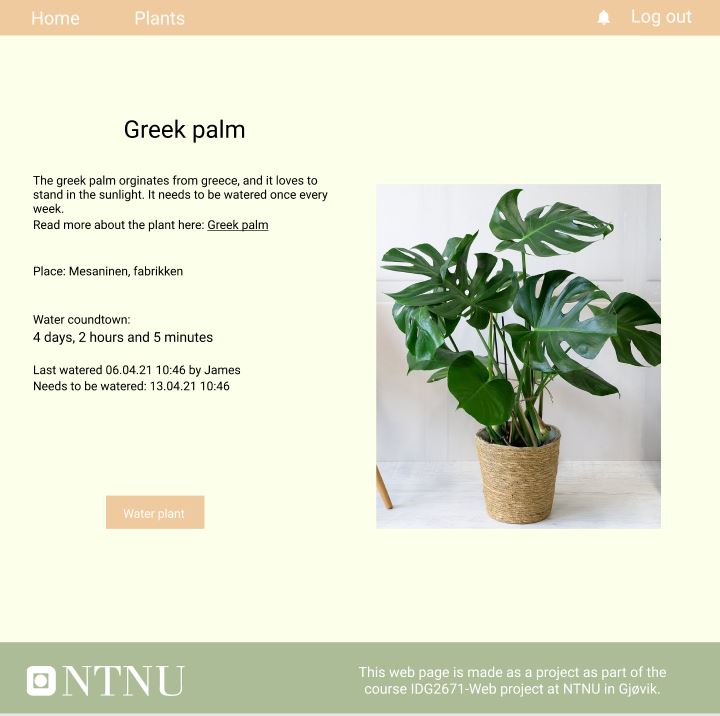 Home Plants Log out
Greek palm
The greek palm orginates from greece, and it loves to
stand in the sunlight. It needs to be watered once every
week.
Read more about the plant here: Greek palm
Place: Mesaninen, fabrikken
Water coundtown:
4 days, 2 hours and 5 minutes
Last watered 06.04.21 10:46 by James
Needs to be watered: 13.04.21 10:46
Water plant
NTNU
This web page is made as a project as part of the
course IDG2671-Web project at NTNU in Gjøvik.